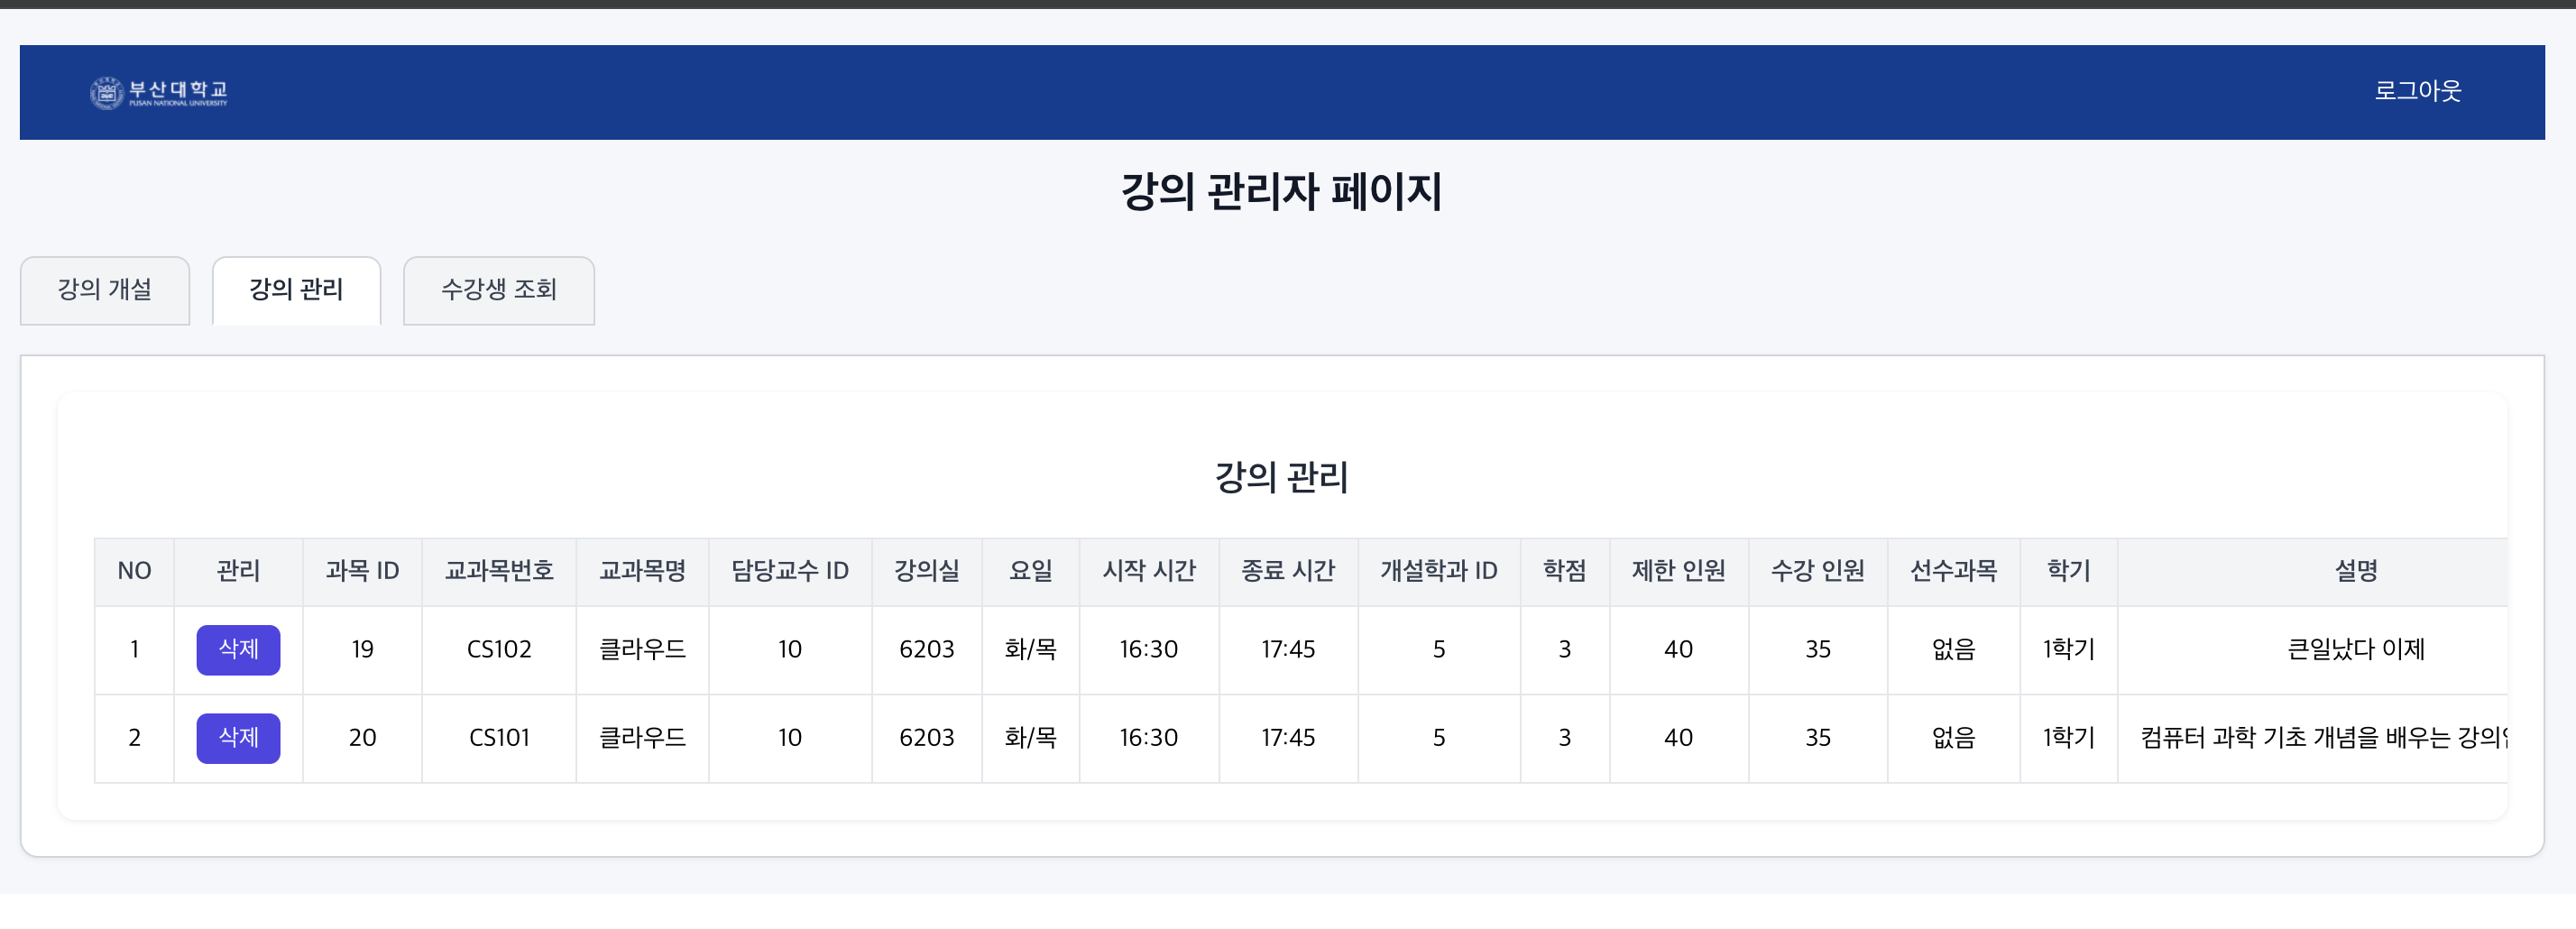 부산대학교
PUSAN NATIONAL UNIVERSITY
로그아웃
강의 관리자 페이지
강의 개설 강의 관리 수강생 조회
강의 관리
NO 관리 과목 ID 교과목번호 교과목명 담당교수 ID 강의실 요일 시작 시간 종료 시간 개설학과 ID 학점 제한 인원 수강 인원 선수과목 학기 설명
1 삭제 19 CS102 클라우드 10 6203 화/목 16:30 17:45 5 3 40 35 없음 1학기 큰일났다 이제
2 삭제 20 CS101 클라우드 10 6203 화/목 16:30 17:45 5 3 40 35 없음 1학기 컴퓨터 과학 기초 개념을 배우는